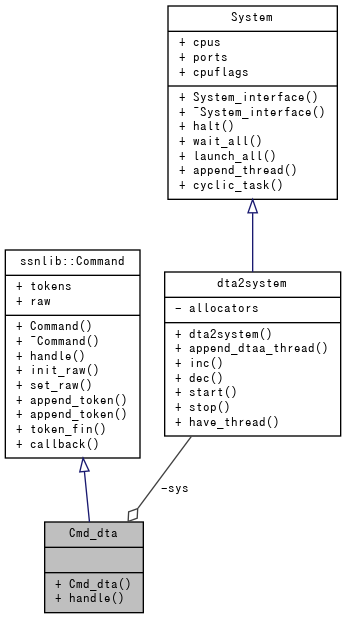 System
+ cpus
+ ports
+ cpuflags
+ System_interface()
+ ~System_interface()
+ halt()
+ wait_all()
+ launch_all()
+ append_thread()
+ cyclic_task()
ssnlib::Command
+ tokens
+ raw
+ Command()
+ ~Command()
+ handle()
+ init_raw()
+ set_raw()
+ append_token()
+ append_token()
+ token_fin()
+ callback()
dta2system
- allocators
+ dta2system()
+ append_dtaa_thread()
+ inc()
+ dec()
+ start()
+ stop()
+ have_thread()
-sys
Cmd_dta
+ Cmd_dta()
+ handle()